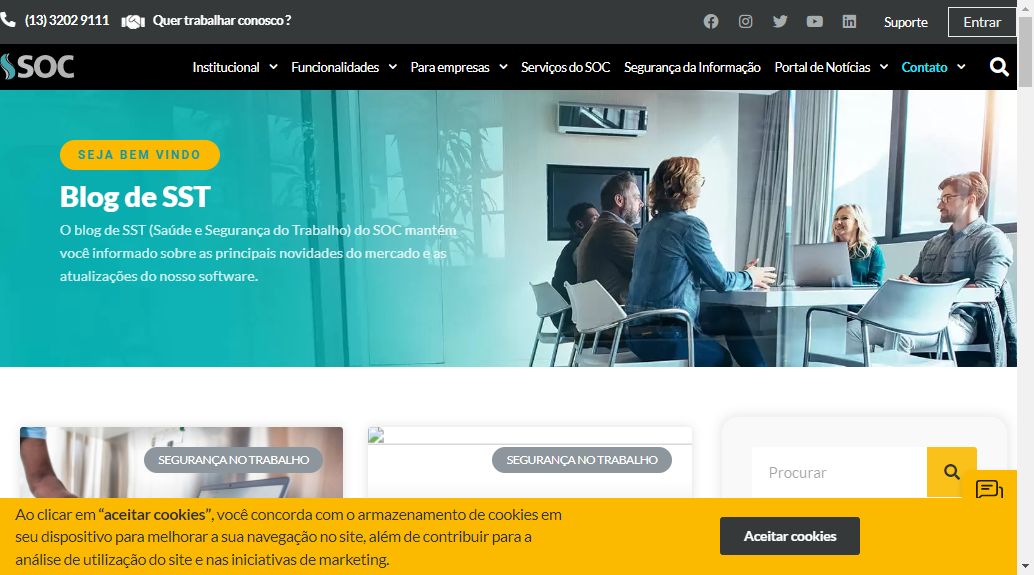 (13) 3202 9111
Quer trabalhar conosco ?
Suporte
Entrar
SOC
Institucional
Funcionalidades
Para empresas
Serviços do SOC
Segurança da Informação
Portal de Notícias
Contato
SEJA BEM VINDO
Blog de SST
O blog de SST (Saúde e Segurança do Trabalho) do SOC mantém
você informado sobre as principais novidades do mercado e as
atualizações do nosso software.
SEGURANÇA NO TRABALHO
SEGURANÇA NO TRABALHO
Procurar
Ao clicar em “aceitar cookies”, você concorda com o armazenamento de cookies em
seu dispositivo para melhorar a sua navegação no site, além de contribuir para a
análise de utilização do site e nas iniciativas de marketing.
Aceitar cookies